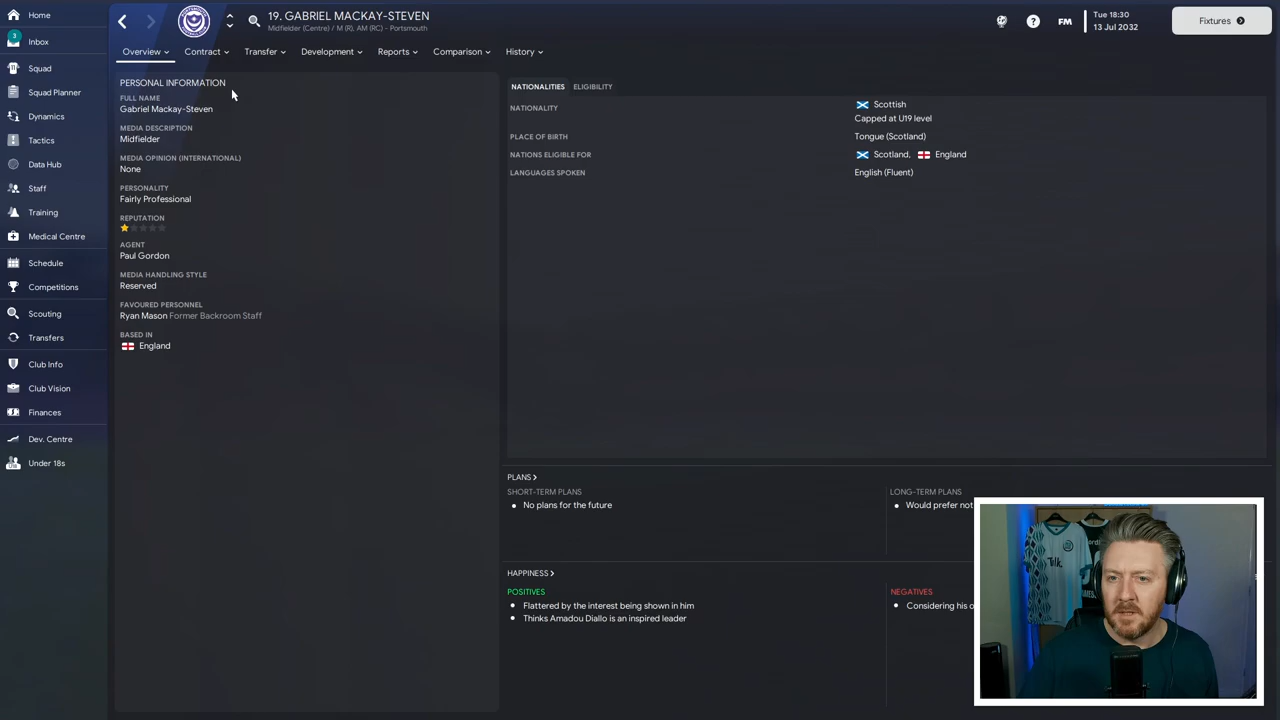 19. GABRIEL MACKAY-STEVEN
Midfielder (Centre) / M (R), AM (RC) - Portsmouth
FM
Tue 18:30
13 Jul 2032
Fixtures
Home
3
Inbox
Squad
Squad Planner
Dynamics
Tactics
Data Hub
Staff
Training
Medical Centre
Schedule
Competitions
Scouting
Transfers
Club Info
Club Vision
Finances
Dev. Centre
Under 18s
Overview
Contract
Transfer
Development
Reports
Comparison
History
PERSONAL INFORMATION
FULL NAME
Gabriel Mackay-Steven
MEDIA DESCRIPTION
Midfielder
MEDIA OPINION (INTERNATIONAL)
None
PERSONALITY
Fairly Professional
REPUTATION
AGENT
Paul Gordon
MEDIA HANDLING STYLE
Reserved
FAVOURED PERSONNEL
Ryan Mason Former Backroom Staff
BASED IN
England
NATIONALITIES ELIGIBILITY
NATIONALITY Scottish
Capped at U19 level
PLACE OF BIRTH Tongue (Scotland)
NATIONS ELIGIBLE FOR Scotland, England
LANGUAGES SPOKEN English (Fluent)
PLANS
SHORT-TERM PLANS
No plans for the future
LONG-TERM PLANS
Would prefer not
HAPPINESS
POSITIVES
Flattered by the interest being shown in him
Thinks Amadou Diallo is an inspired leader
NEGATIVES
Considering his
Talk.